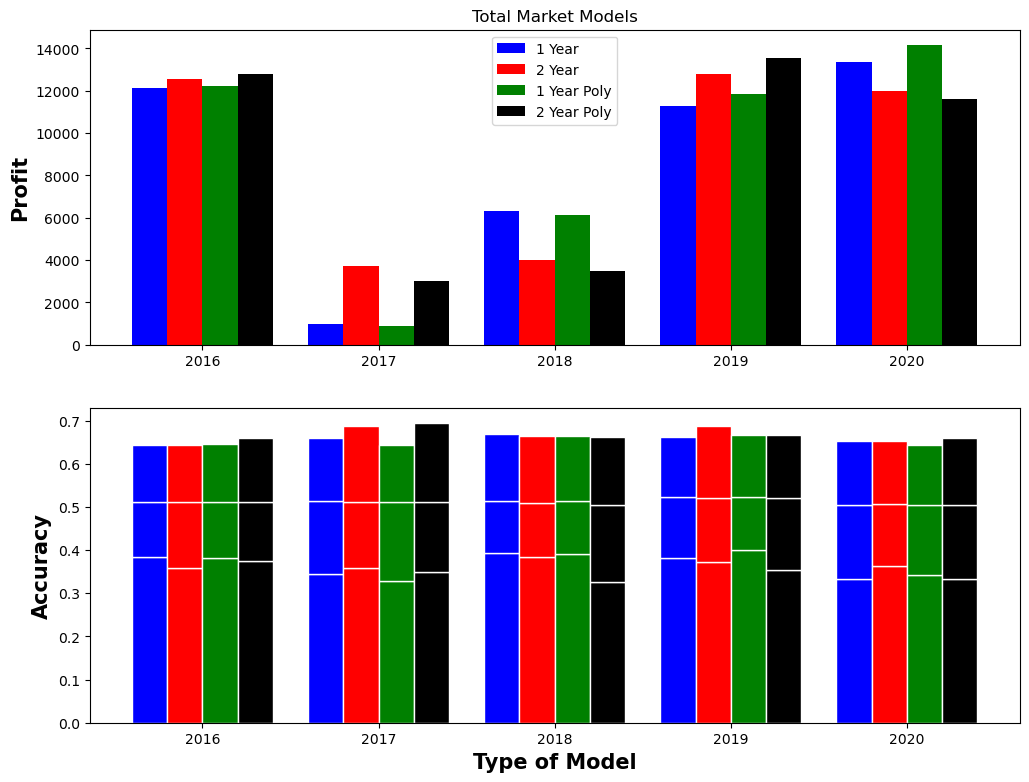 Total Market Models
1 Year
2 Year
1 Year Poly
2 Year Poly
Profit
14000
12000
10000
8000
6000
4000
2000
0
2016 2017 2018 2019 2020
Accuracy
0.7
0.6
0.5
0.4
0.3
0.2
0.1
0.0
2016 2017 2018 2019 2020
Type of Model